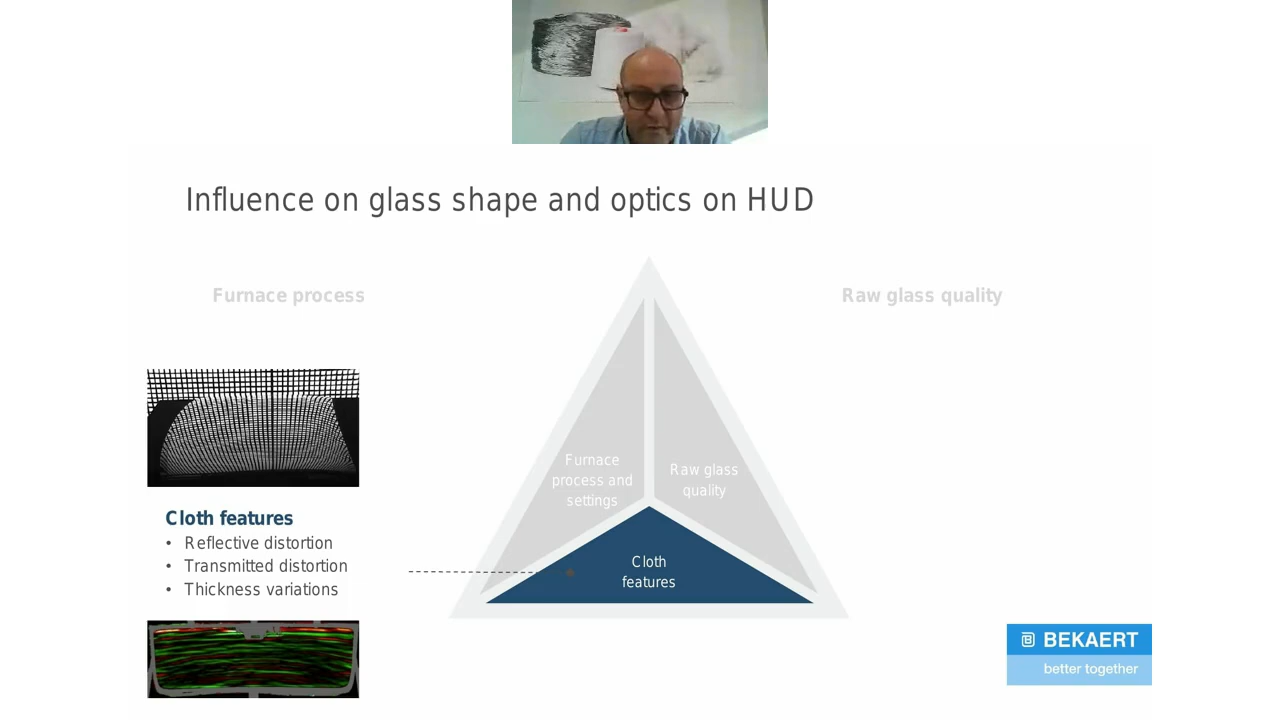 Influence on glass shape and optics on HUD
Furnace process
Raw glass quality
Furnace
process and
settings
Raw glass
quality
Cloth features
• Reflective distortion
• Transmitted distortion
• Thickness variations
Cloth
features
BEKAERT
better together